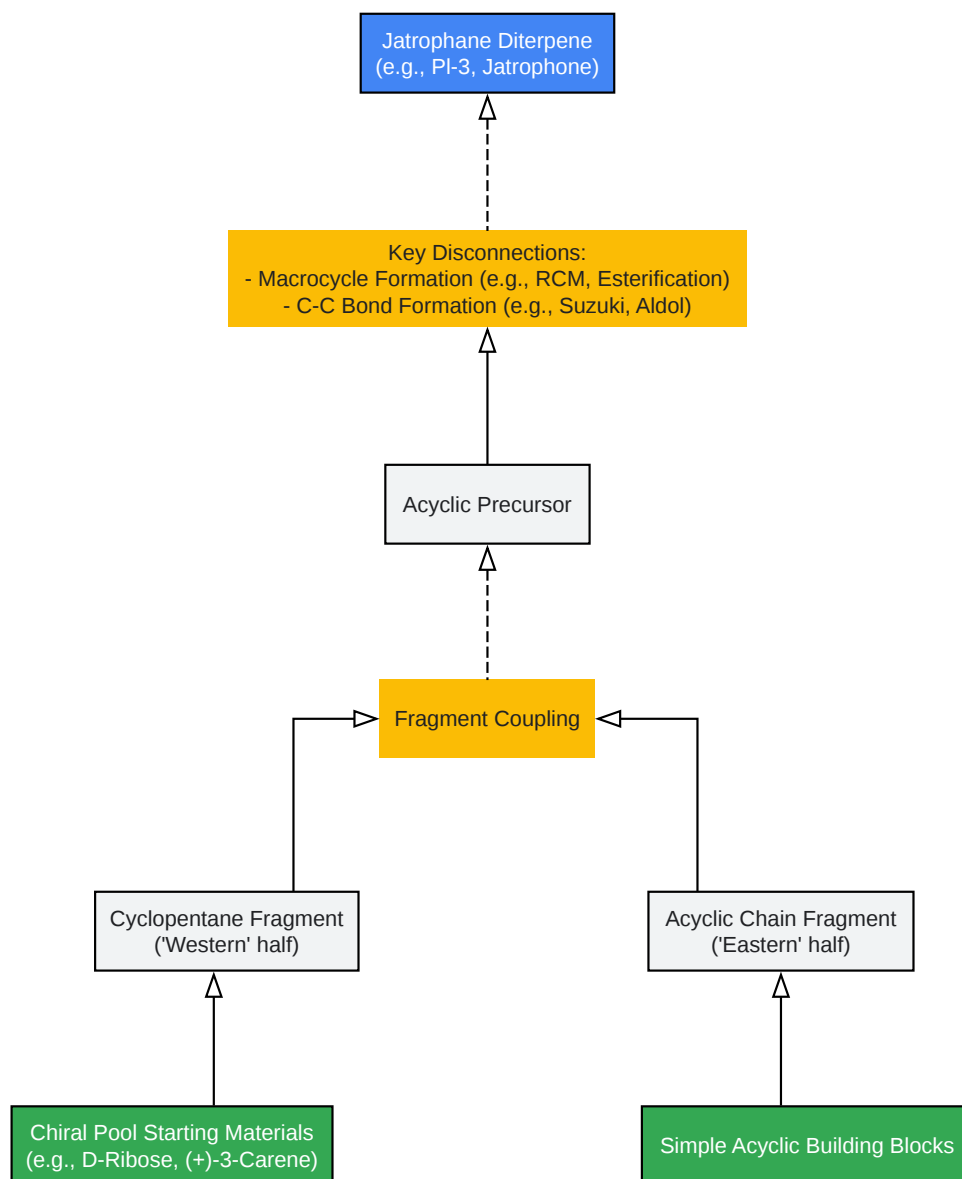 Jatrophane Diterpene
(e.g., Pl-3, Jatrophone)
Key Disconnections:
- Macrocycle Formation (e.g., RCM, Esterification)
- C-C Bond Formation (e.g., Suzuki, Aldol)
Acyclic Precursor
Fragment Coupling
Cyclopentane Fragment
('Western' half)
Acyclic Chain Fragment
('Eastern' half)
Chiral Pool Starting Materials
(e.g., D-Ribose, (+)-3-Carene)
Simple Acyclic Building Blocks